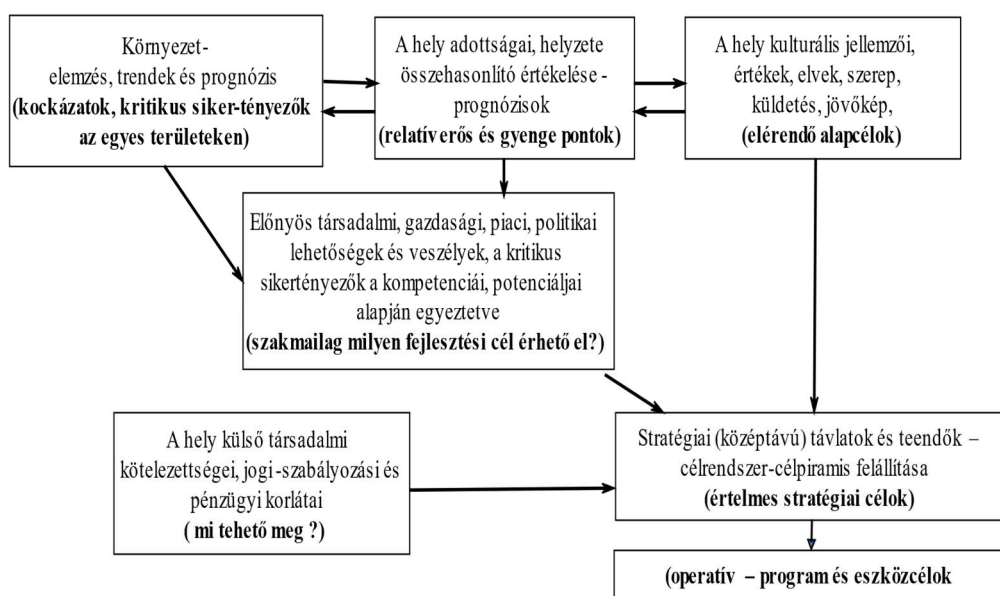 Környezet-
elemzés, trendek és prognózis
(kockázatok, kritikus siker-tényezők
az egyes területeken)
A hely adottságai, helyzete
összehasonlító értékelése -
prognózisok
(relatív erős és gyenge pontok)
A hely kulturális jellemzői,
értékek, elvek, szerep,
küldetés, jövőkép,
(elérendő alapcélok)
Előnyös társadalmi, gazdasági, piaci, politikai
lehetőségek és veszélyek, a kritikus
sikertényezők a kompetenciái, potenciáljai
alapján egyeztetve
(szakmailag milyen fejlesztési cél érhető el?)
A hely külső társadalmi
kötelezettségei, jogi-szabályozási és
pénzügyi korlátai
( mi tehető meg ?)
Stratégiai (középtávú) távlatok és teendők –
célrendszer-célpiramis felállítása
(értelmes stratégiai célok)
(operatív – program és eszközcélok